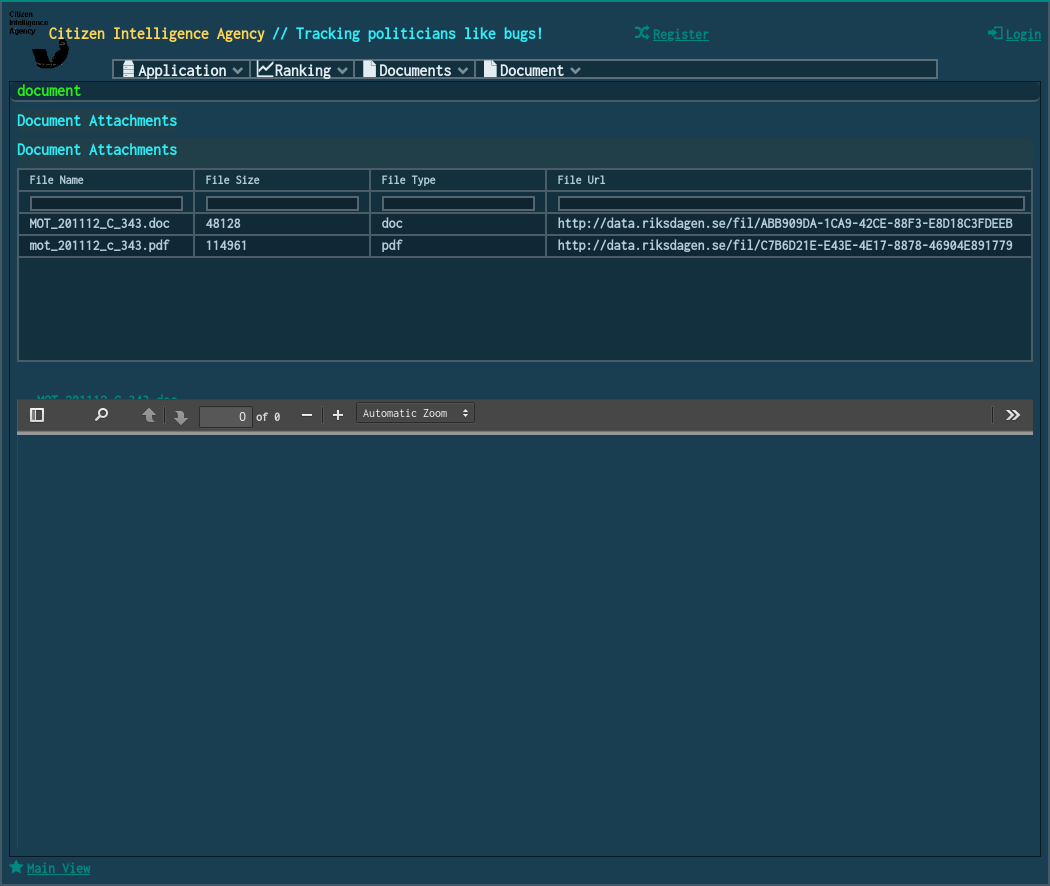 Citizen
Intelligence
Agency
Citizen Intelligence Agency // Tracking politicians like bugs!
Register
Login
Application
Ranking
Documents
Document
document
Document Attachments
Document Attachments
File Name File Size File Type File Url
MOT_201112_C_343.doc 48128 doc http://data.riksdagen.se/fil/ABB909DA-1CA9-42CE-88F3-E8D18C3FDEEB
mot_201112_c_343.pdf 114961 pdf http://data.riksdagen.se/fil/C7B6D21E-E43E-4E17-8878-46904E891779
MOT_201112_C_343.doc
0 of 0
Automatic Zoom
Main View